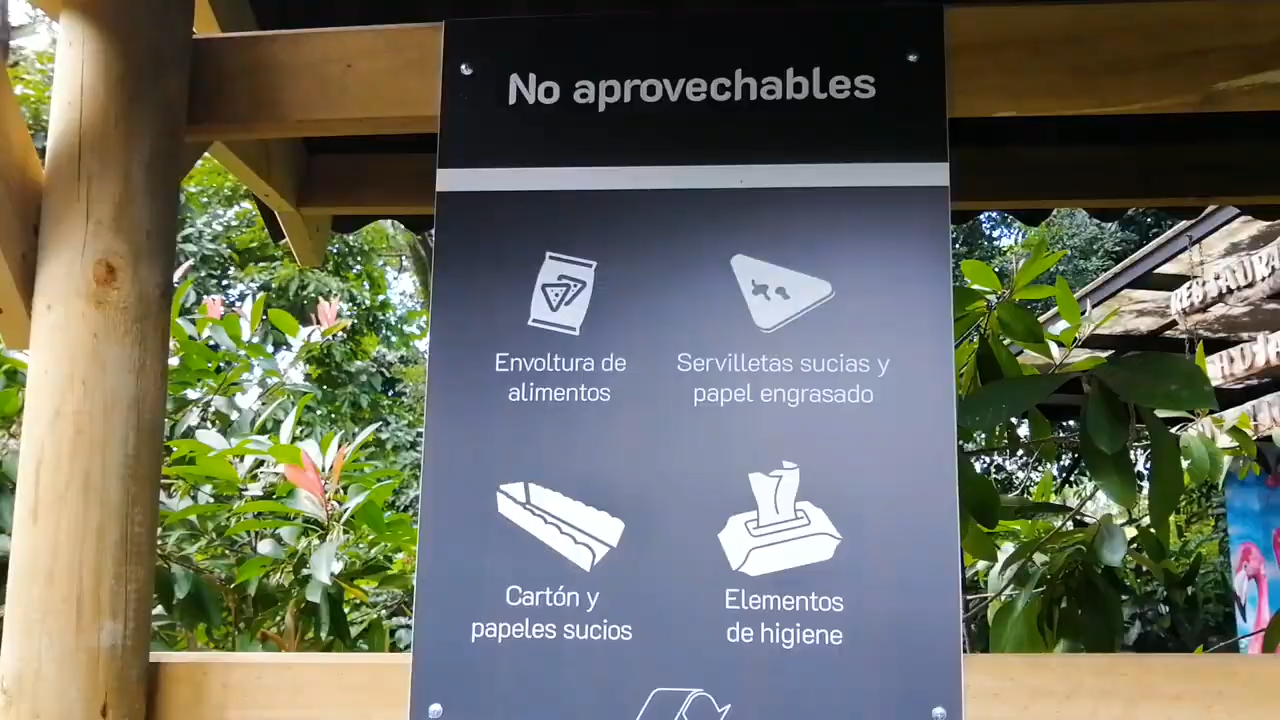 No aprovechables
Envoltura de
alimentos
Servilletas sucias y
papel engrasado
Cartón y
papeles sucios
Elementos
de higiene